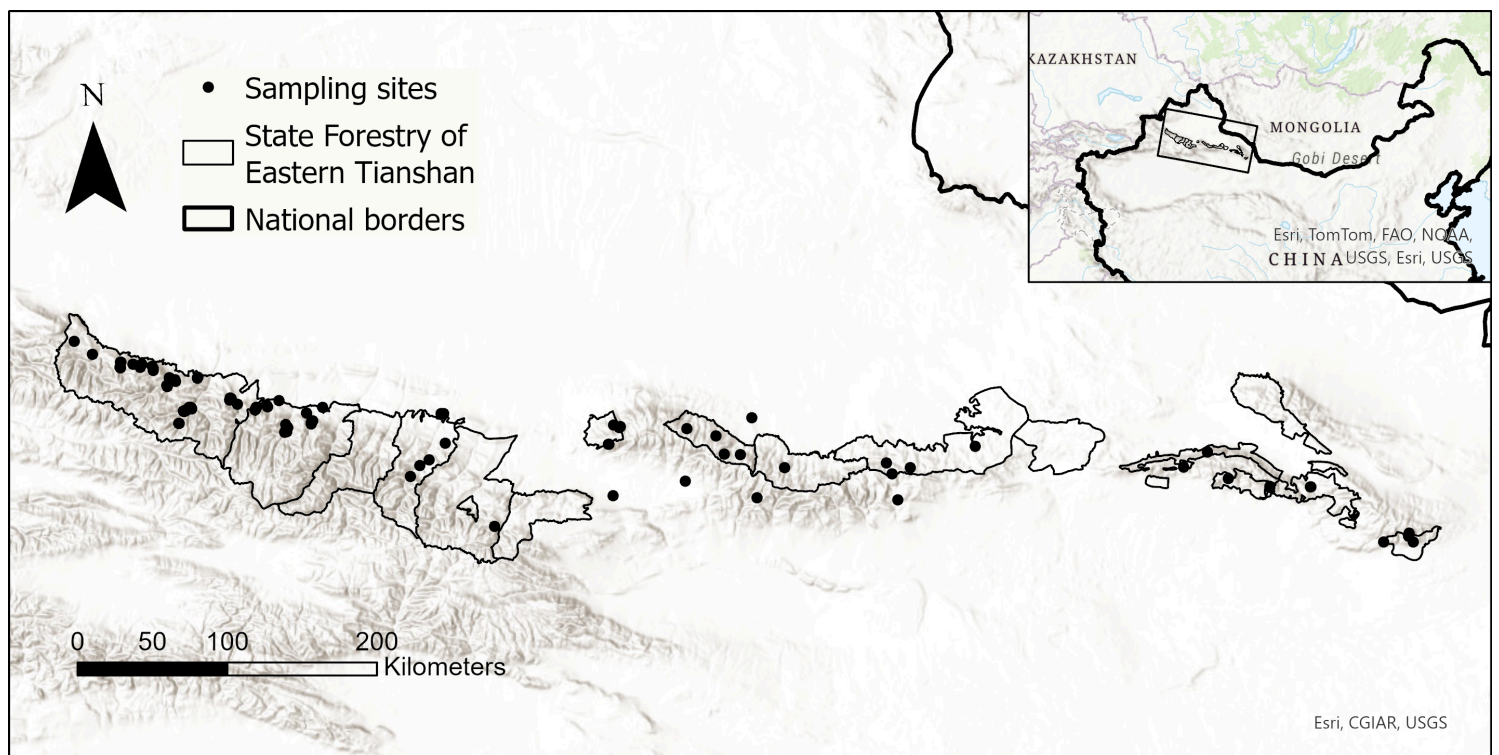 N
Sampling sites
State Forestry of
Eastern Tianshan
National borders
KAZAKHSTAN
MONGOLIA
Gobi Desert
Esri, TomTom, FAO, NOAA,
CHINA USGS, Esri, USGS
0 50 100 200
Kilometers
Esri, CGIAR, USGS